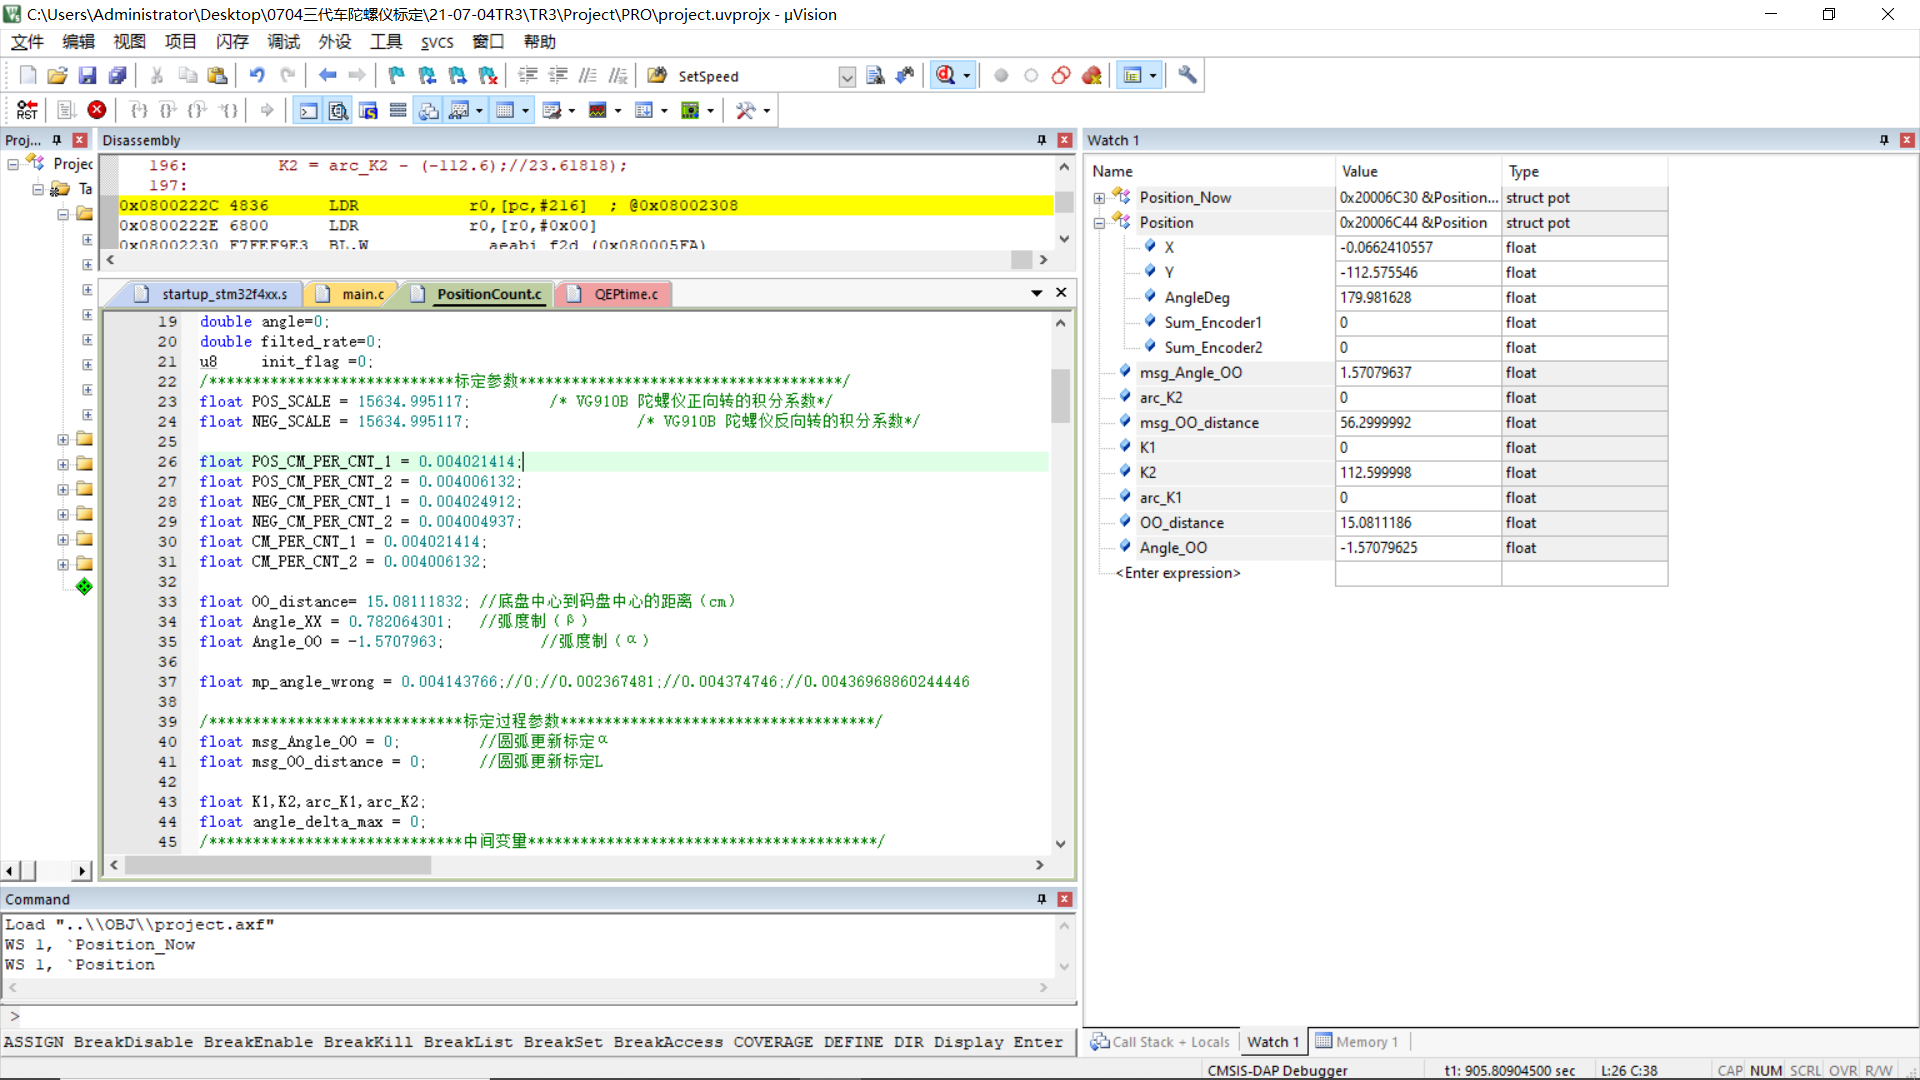 C:\Users\Administrator\Desktop\0704三代车陀螺仪标定\21-07-04TR3\TR3\Project\PRO\project.uvprojx - µVision
文件 编辑 视图 项目 闪存 调试 外设 工具 SVCS 窗口 帮助
SetSpeed
RST
Proj...
Projec
Ta
Disassembly
196: K2 = arc_K2 - (-112.6);//23.61818);
197:
0x0800222C 4836 LDR r0,[pc,#216] ; @0x08002308
0x0800222E 6800 LDR r0,[r0,#0x00]
0x08002230 F7FEF9E3 BL.W __aeabi_f2d (0x080005FA)
startup_stm32f4xx.s main.c PositionCount.c QEPtime.c
19 double angle=0;
20 double filted_rate=0;
21 u8 init_flag =0;
22 /****************************标定参数*************************************/
23 float POS_SCALE = 15634.995117; /* VG910B 陀螺仪正向转的积分系数*/
24 float NEG_SCALE = 15634.995117; /* VG910B 陀螺仪反向转的积分系数*/
25
26 float POS_CM_PER_CNT_1 = 0.004021414;
27 float POS_CM_PER_CNT_2 = 0.004006132;
28 float NEG_CM_PER_CNT_1 = 0.004024912;
29 float NEG_CM_PER_CNT_2 = 0.004004937;
30 float CM_PER_CNT_1 = 0.004021414;
31 float CM_PER_CNT_2 = 0.004006132;
32
33 float OO_distance= 15.08111832; //底盘中心到码盘中心的距离（cm）
34 float Angle_XX = 0.782064301; //弧度制（β）
35 float Angle_OO = -1.5707963; //弧度制（α）
36
37 float mp_angle_wrong = 0.004143766;//0;//0.002367481;//0.004374746;//0.00436968860244446
38
39 /*****************************标定过程参数************************************/
40 float msg_Angle_OO = 0; //圆弧更新标定α
41 float msg_OO_distance = 0; //圆弧更新标定L
42
43 float K1,K2,arc_K1,arc_K2;
44 float angle_delta_max = 0;
45 /*****************************中间变量****************************************/
Command
Load "..\\OBJ\\project.axf"
WS 1, `Position_Now
WS 1, `Position
>
ASSIGN BreakDisable BreakEnable BreakKill BreakList BreakSet BreakAccess COVERAGE DEFINE DIR Display Enter
Watch 1
Name Value Type
Position_Now 0x20006C30 &Position... struct pot
Position 0x20006C44 &Position struct pot
X -0.0662410557 float
Y -112.575546 float
AngleDeg 179.981628 float
Sum_Encoder1 0 float
Sum_Encoder2 0 float
msg_Angle_OO 1.57079637 float
arc_K2 0 float
msg_OO_distance 56.2999992 float
K1 0 float
K2 112.599998 float
arc_K1 0 float
OO_distance 15.0811186 float
Angle_OO -1.57079625 float
<Enter expression>
Call Stack + Locals Watch 1 Memory 1
CMSIS-DAP Debugger t1: 905.80904500 sec L:26 C:38 CAP NUM SCRL OVR R/W